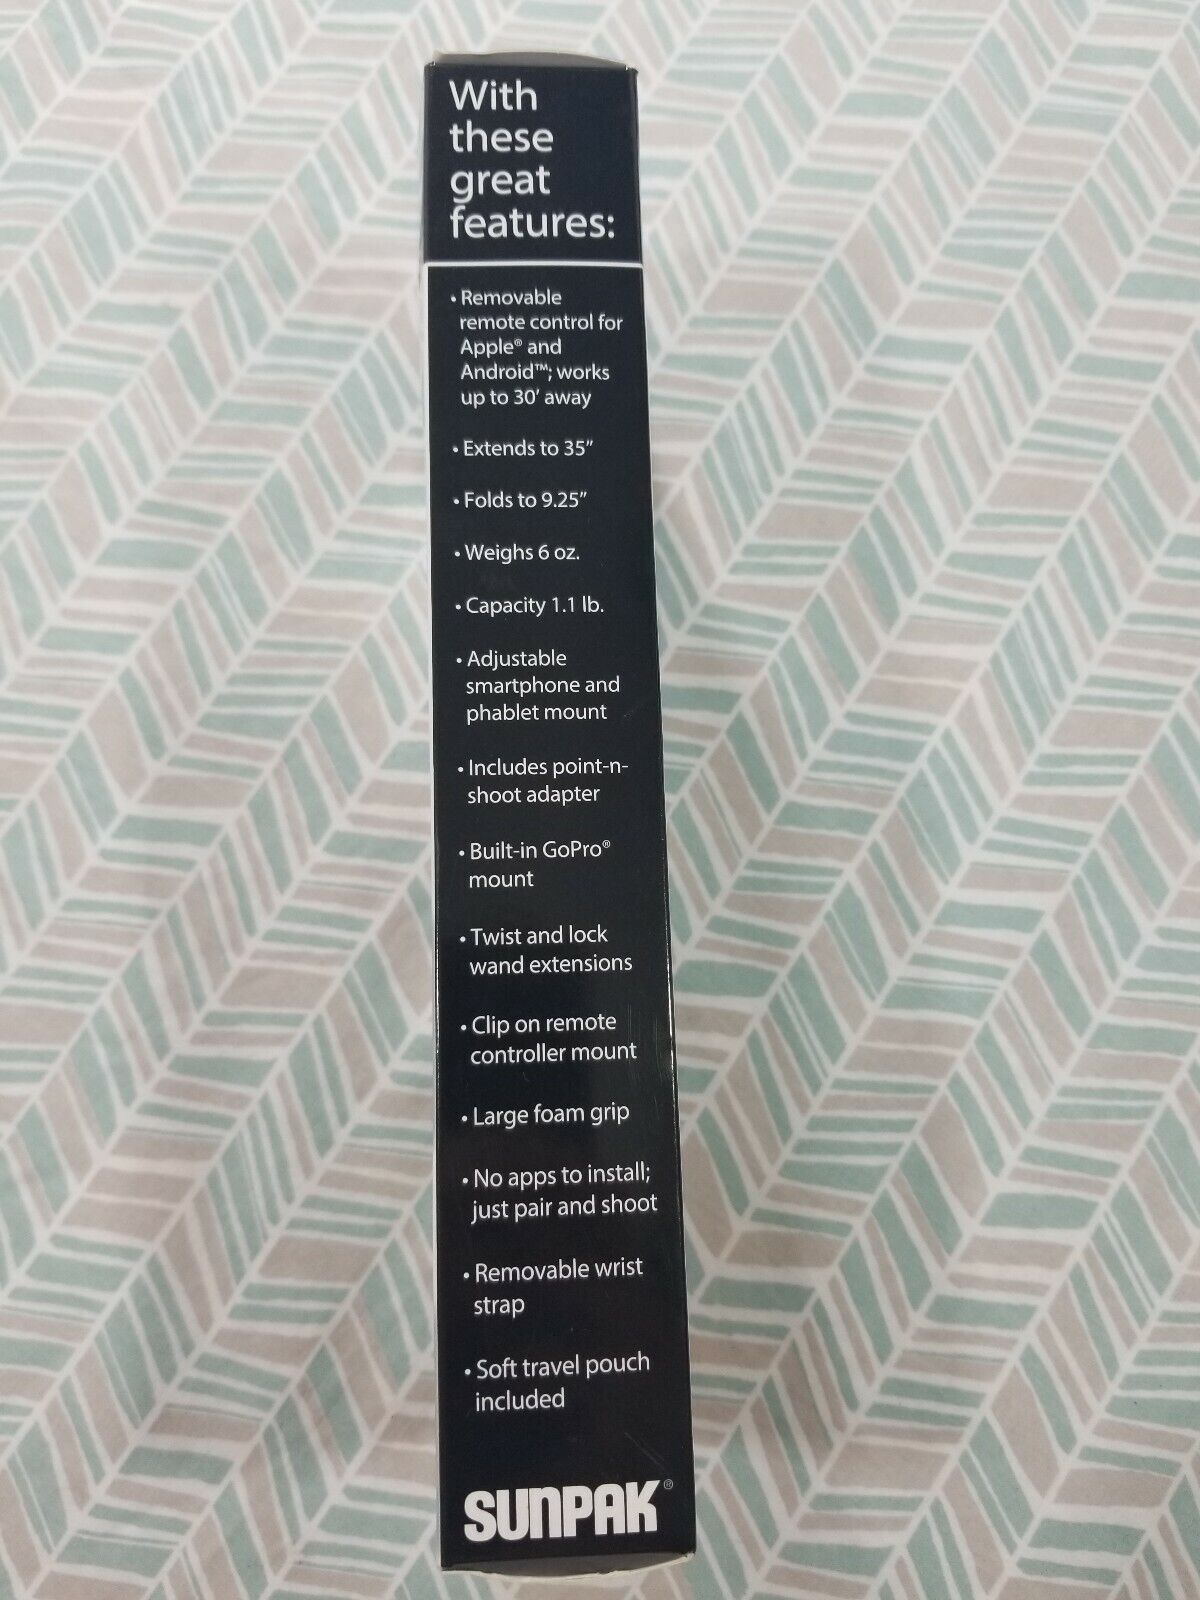 With
these
great
features:
• Removable
remote control for
Apple® and
Android™; works
up to 30' away
• Extends to 35”
• Folds to 9.25”
• Weighs 6 oz.
• Capacity 1.1 lb.
• Adjustable
smartphone and
phablet mount
• Includes point-n-
shoot adapter
• Built-in GoPro®
mount
• Twist and lock
wand extensions
• Clip on remote
controller mount
• Large foam grip
• No apps to install;
just pair and shoot
• Removable wrist
strap
• Soft travel pouch
included
SUNPAK®